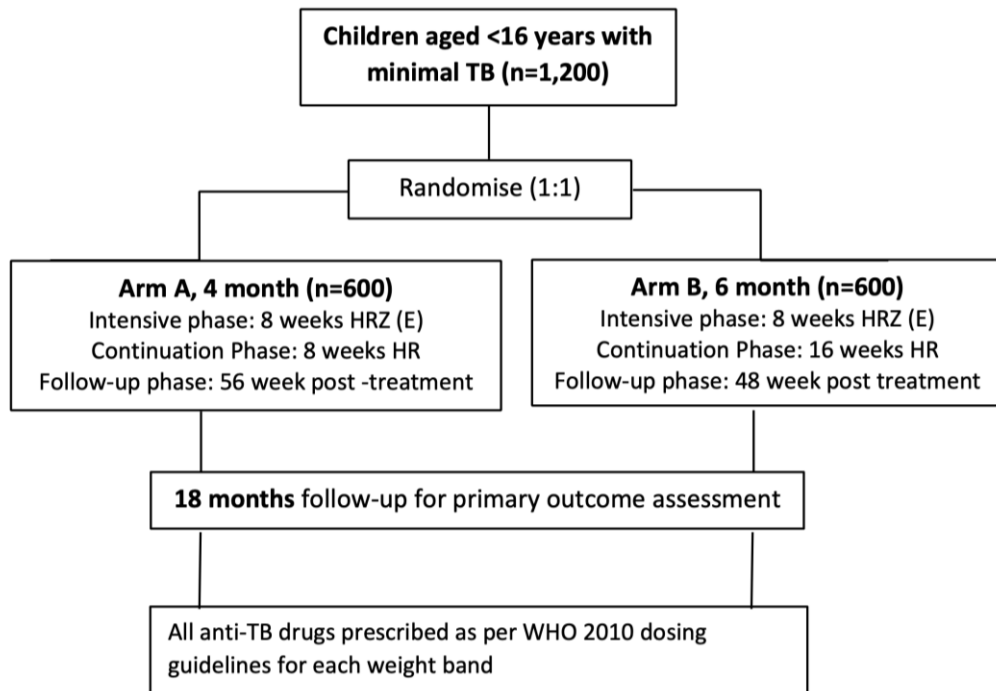 Children aged <16 years with
minimal TB (n=1,200)
Randomise (1:1)
Arm A, 4 month (n=600)
Intensive phase: 8 weeks HRZ (E)
Continuation Phase: 8 weeks HR
Follow-up phase: 56 week post -treatment
Arm B, 6 month (n=600)
Intensive phase: 8 weeks HRZ (E)
Continuation Phase: 16 weeks HR
Follow-up phase: 48 week post treatment
18 months follow-up for primary outcome assessment
All anti-TB drugs prescribed as per WHO 2010 dosing
guidelines for each weight band